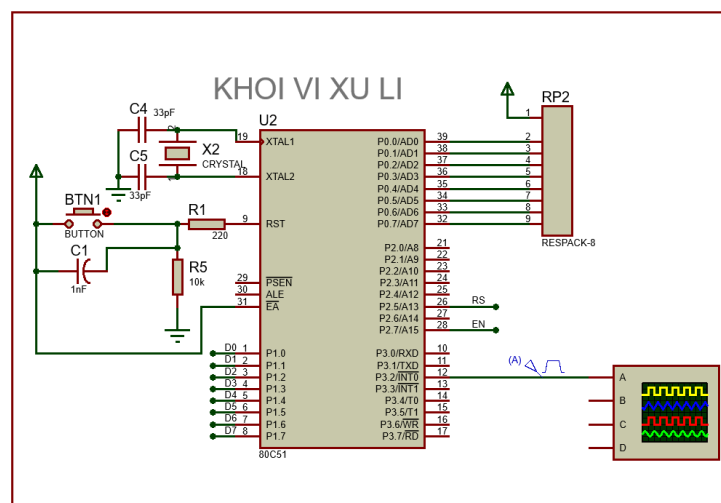 KHOI VI XU LI
C4
33pF
C5
33pF
X2
CRYSTAL
BTN1
BUTTON
C1
1nF
R1
220
R5
10k
U2
19 XTAL1
18 XTAL2
9 RST
29 PSEN
30 ALE
31 EA
D0 1 P1.0
D1 2 P1.1
D2 3 P1.2
D3 4 P1.3
D4 5 P1.4
D5 6 P1.5
D6 7 P1.6
D7 8 P1.7
80C51
P0.0/AD0 39
P0.1/AD1 38
P0.2/AD2 37
P0.3/AD3 36
P0.4/AD4 35
P0.5/AD5 34
P0.6/AD6 33
P0.7/AD7 32
P2.0/A8 21
P2.1/A9 22
P2.2/A10 23
P2.3/A11 24
P2.4/A12 25
P2.5/A13 26 RS
P2.6/A14 27
P2.7/A15 28 EN
P3.0/RXD 10
P3.1/TXD 11
P3.2/INT0 12
P3.3/INT1 13
P3.4/T0 14
P3.5/T1 15
P3.6/WR 16
P3.7/RD 17
RP2
1
2
3
4
5
6
7
8
9
RESPACK-8
(A)
A
B
C
D